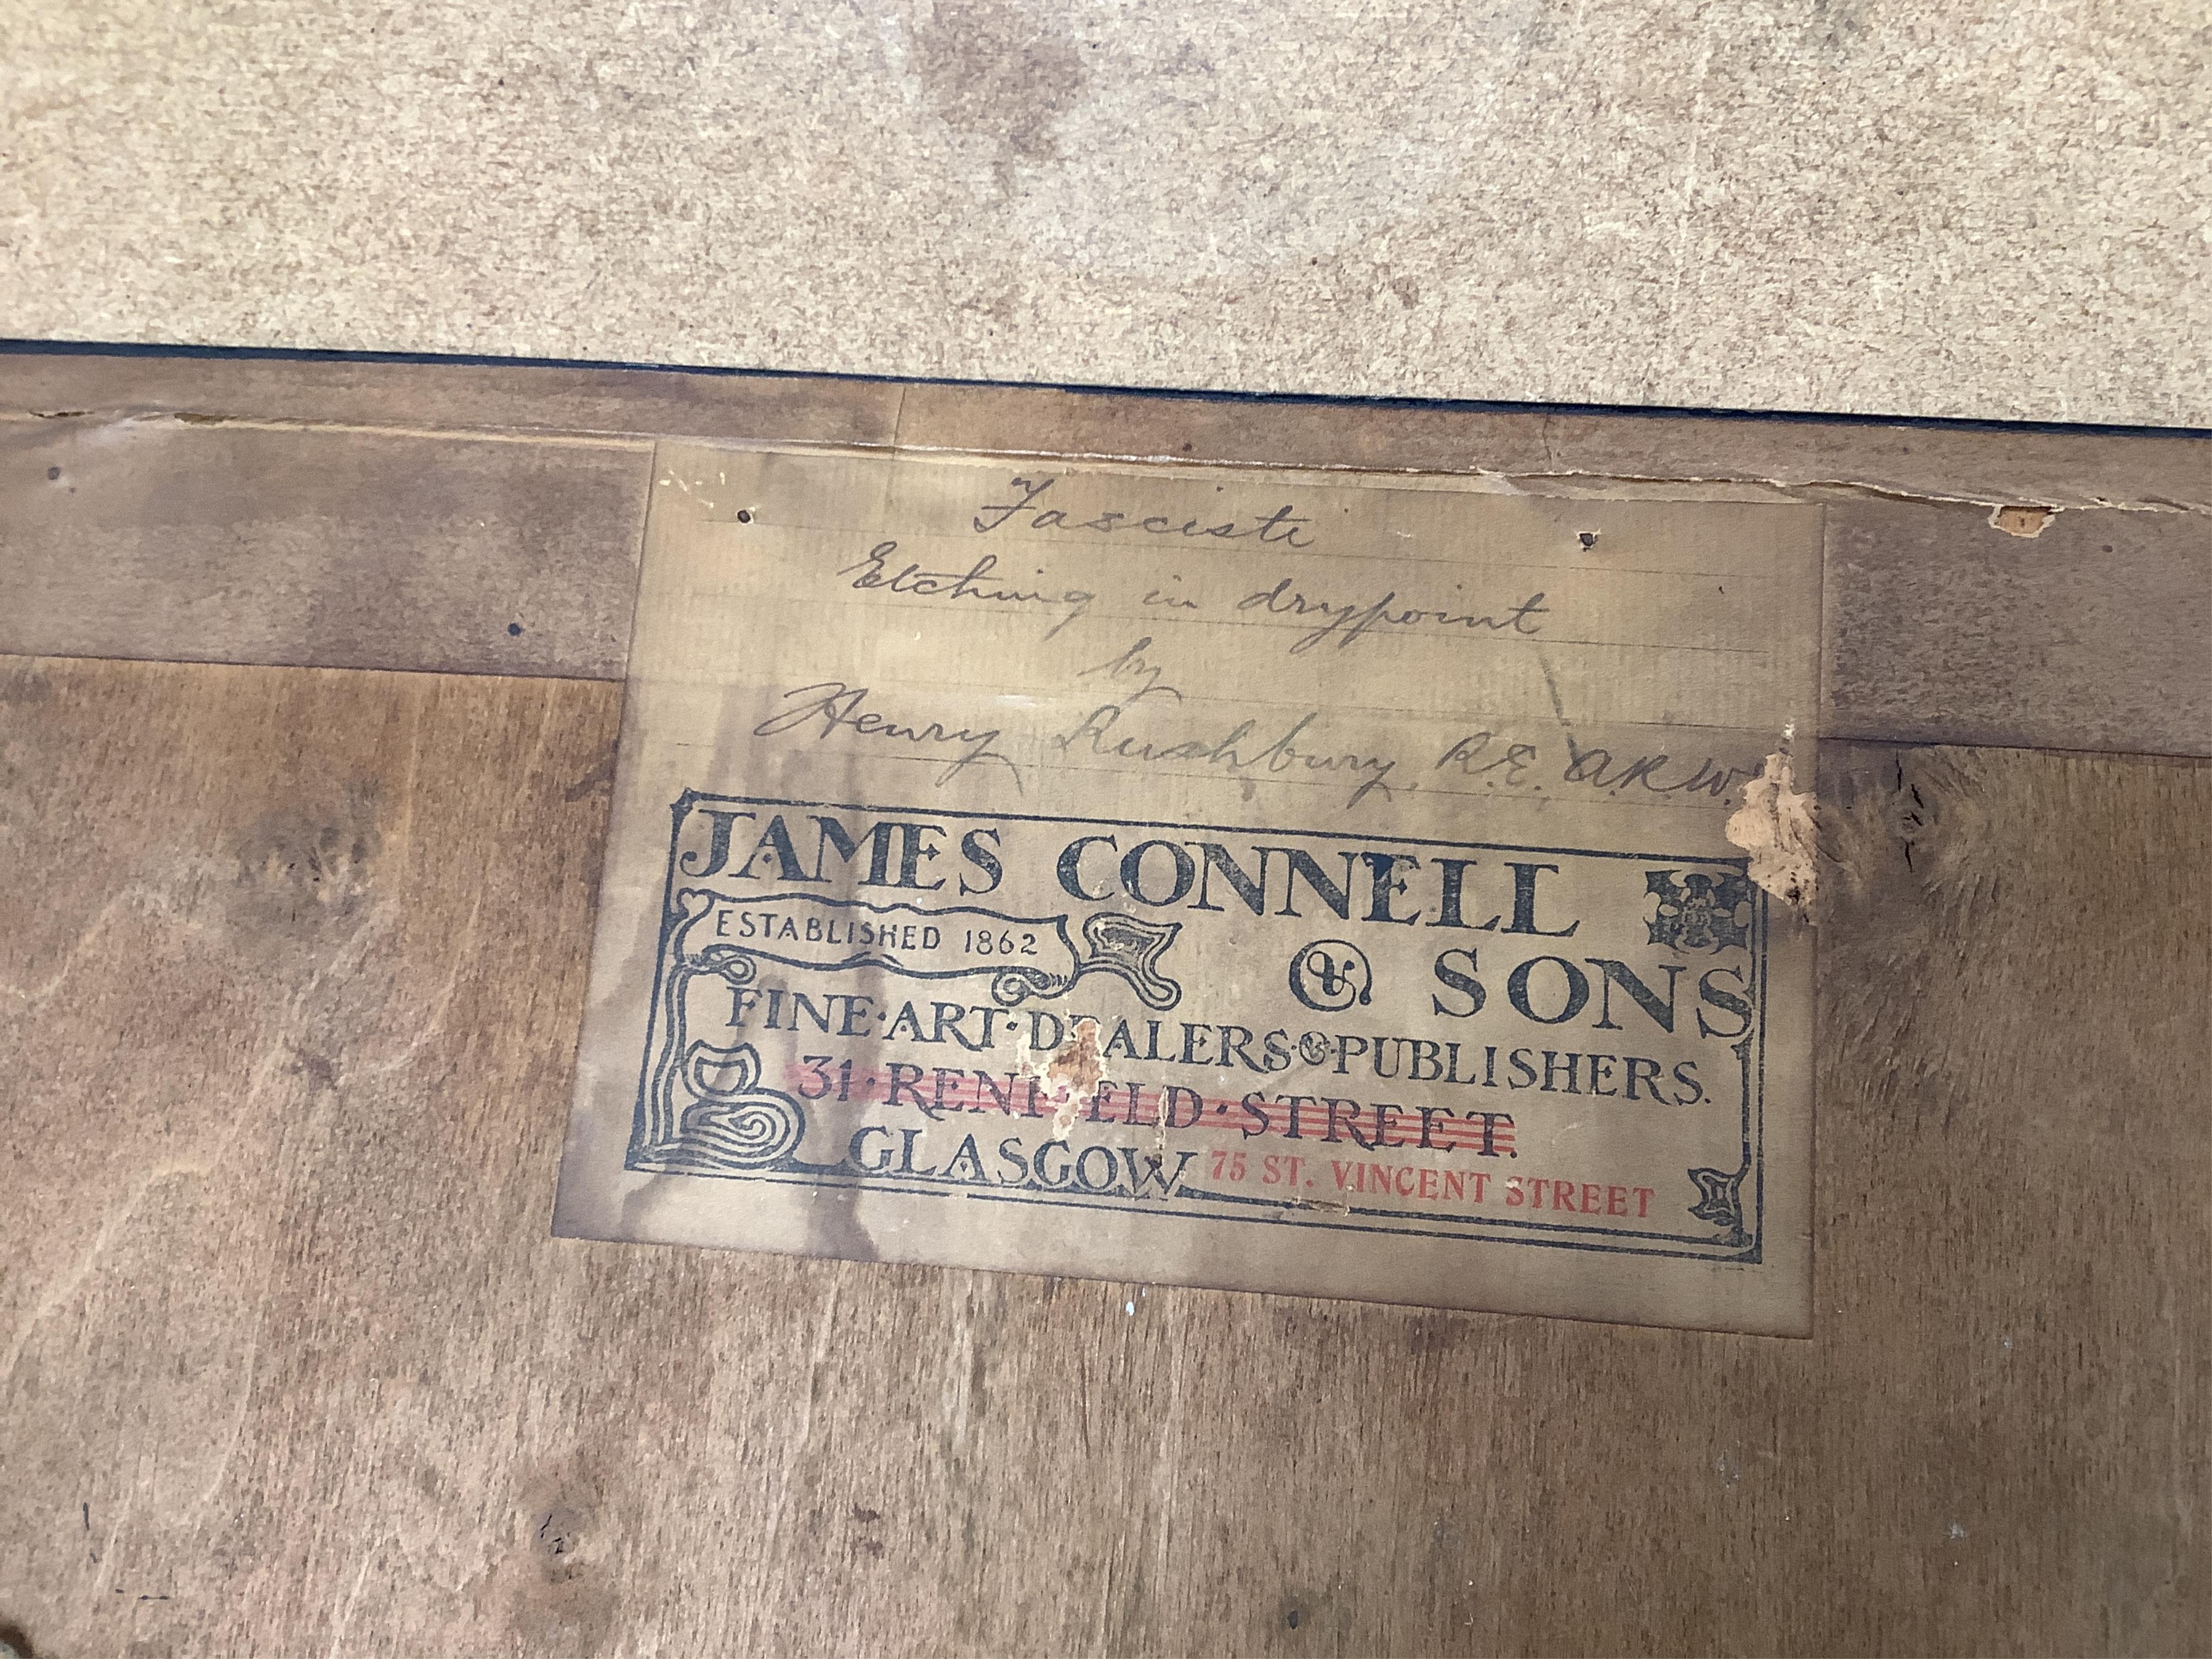 Fascisti
Etching in drypoint
by
Henry Rushbury, R.E. A.R.W.
JAMES CONNELL
ESTABLISHED 1862
& SONS
FINE·ART·DEALERS & PUBLISHERS.
31·RENFIELD·STREET.
GLASGOW 75 ST. VINCENT STREET